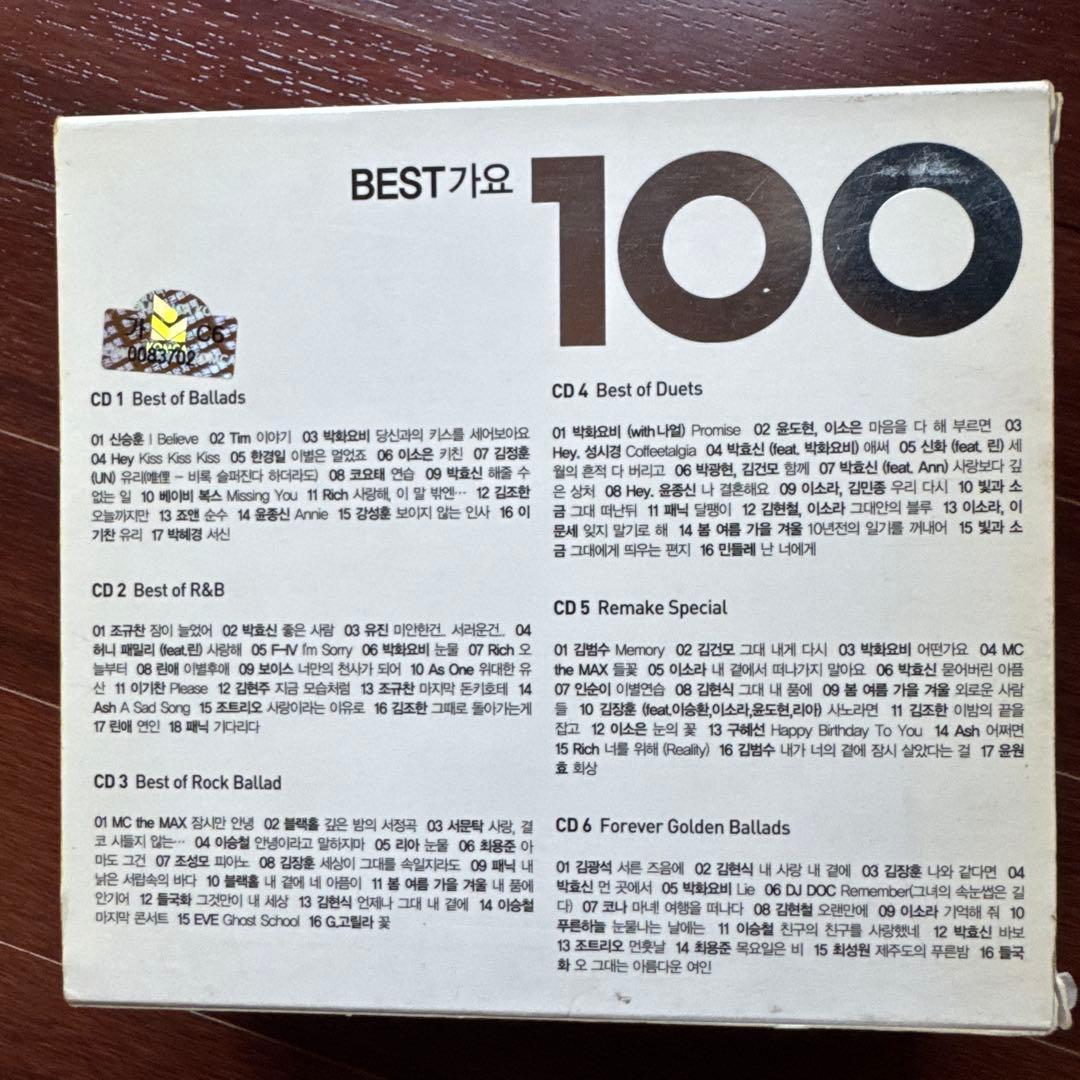 BEST 가요 100
가 C6
0083702
CD 1 Best of Ballads
01 신승훈 I Believe 02 Tim 이야기 03 박화요비 당신과의 키스를 세어보아요
04 Hey Kiss Kiss Kiss 05 한경일 이별은 멀었죠 06 이소은 키친 07 김정훈
(UN) 유리(唯俚 - 비록 슬퍼진다 하더라도) 08 코요태 연습 09 박효신 해줄 수
없는 일 10 베이비 복스 Missing You 11 Rich 사랑해, 이 말 밖엔… 12 김조한
오늘까지만 13 죠앤 순수 14 윤종신 Annie 15 강성훈 보이지 않는 인사 16 이
기찬 유리 17 박혜경 서신
CD 2 Best of R&B
01 조규찬 잠이 늘었어 02 박효신 좋은 사람 03 유진 미안한건.. 서러운건.. 04
허니 패밀리 (feat.린) 사랑해 05 F-IV I'm Sorry 06 박화요비 눈물 07 Rich 오
늘부터 08 린애 이별후애 09 보이스 너만의 천사가 되어 10 As One 위대한 유
산 11 이기찬 Please 12 김현주 지금 모습처럼 13 조규찬 마지막 돈키호테 14
Ash A Sad Song 15 조트리오 사랑이라는 이유로 16 김조한 그때로 돌아가는게
17 린애 연인 18 패닉 기다리다
CD 3 Best of Rock Ballad
01 MC the MAX 잠시만 안녕 02 블랙홀 깊은 밤의 서정곡 03 서문탁 사랑, 결
코 시들지 않는… 04 이승철 안녕이라고 말하지마 05 리아 눈물 06 최용준 아
마도 그건 07 조성모 피아노 08 김장훈 세상이 그대를 속일지라도 09 패닉 내
낡은 서랍속의 바다 10 블랙홀 내 곁에 네 아픔이 11 봄 여름 가을 겨울 내 품에
안기어 12 들국화 그것만이 내 세상 13 김현식 언제나 그대 내 곁에 14 이승철
마지막 콘서트 15 EVE Ghost School 16 G.고릴라 꽃
CD 4 Best of Duets
01 박화요비 (with 나얼) Promise 02 윤도현, 이소은 마음을 다 해 부르면 03
Hey. 성시경 Coffeetalgia 04 박효신 (feat. 박화요비) 애써 05 신화 (feat. 린) 세
월의 흔적 다 버리고 06 박광현, 김건모 함께 07 박효신 (feat. Ann) 사랑보다 깊
은 상처 08 Hey. 윤종신 나 결혼해요 09 이소라, 김민종 우리 다시 10 빛과 소
금 그대 떠난뒤 11 패닉 달팽이 12 김현철, 이소라 그대안의 블루 13 이소라, 이
문세 잊지 말기로 해 14 봄 여름 가을 겨울 10년전의 일기를 꺼내어 15 빛과 소
금 그대에게 띄우는 편지 16 민들레 난 너에게
CD 5 Remake Special
01 김범수 Memory 02 김건모 그대 내게 다시 03 박화요비 어떤가요 04 MC
the MAX 들꽃 05 이소라 내 곁에서 떠나가지 말아요 06 박효신 묻어버린 아픔
07 인순이 이별연습 08 김현식 그대 내 품에 09 봄 여름 가을 겨울 외로운 사람
들 10 김장훈 (feat.이승환,이소라,윤도현,리아) 사노라면 11 김조한 이밤의 끝을
잡고 12 이소은 눈의 꽃 13 구혜선 Happy Birthday To You 14 Ash 어쩌면
15 Rich 너를 위해 (Reality) 16 김범수 내가 너의 곁에 잠시 살았다는 걸 17 윤원
효 회상
CD 6 Forever Golden Ballads
01 김광석 서른 즈음에 02 김현식 내 사랑 내 곁에 03 김장훈 나와 같다면 04
박효신 먼 곳에서 05 박화요비 Lie 06 DJ DOC Remember(그녀의 속눈썹은 길
다) 07 코나 마녀 여행을 떠나다 08 김현철 오랜만에 09 이소라 기억해 줘 10
푸른하늘 눈물나는 날에는 11 이승철 친구의 친구를 사랑했네 12 박효신 바보
13 조트리오 먼훗날 14 최용준 목요일은 비 15 최성원 제주도의 푸른밤 16 들국
화 오 그대는 아름다운 여인